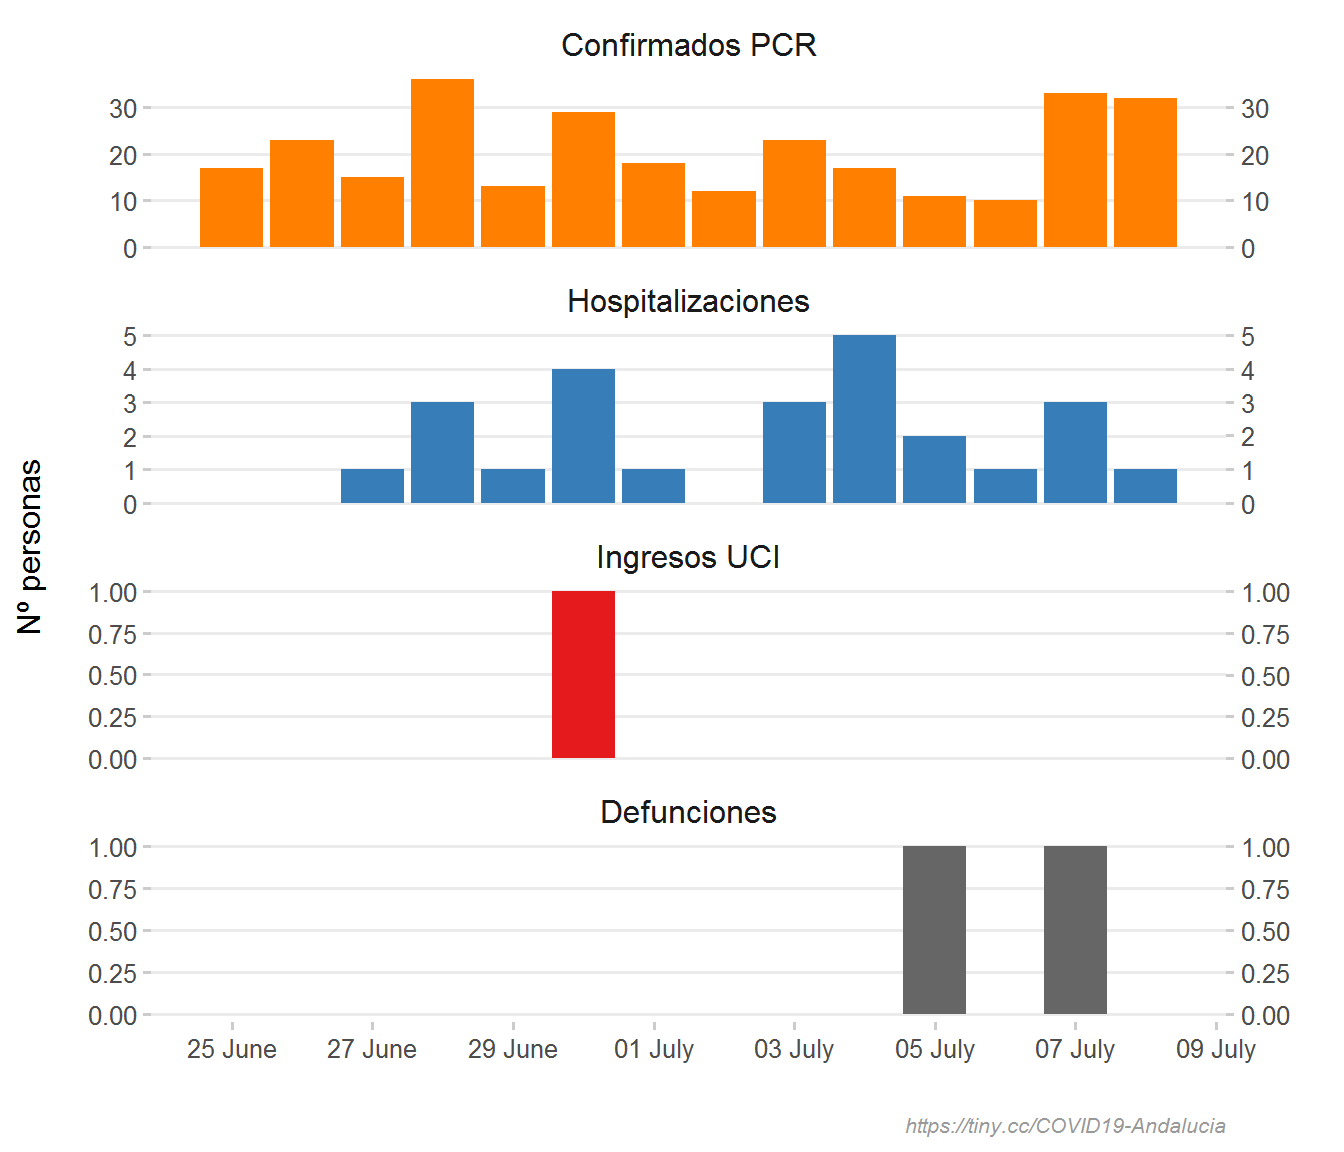 Confirmados PCR
30 30
20 20
10 10
0 0
Hospitalizaciones
5 5
4 4
3 3
2 2
1 1
0 0
Nº personas
Ingresos UCI
1.00 1.00
0.75 0.75
0.50 0.50
0.25 0.25
0.00 0.00
Defunciones
1.00 1.00
0.75 0.75
0.50 0.50
0.25 0.25
0.00 0.00
25 June 27 June 29 June 01 July 03 July 05 July 07 July 09 July
https://tiny.cc/COVID19-Andalucia